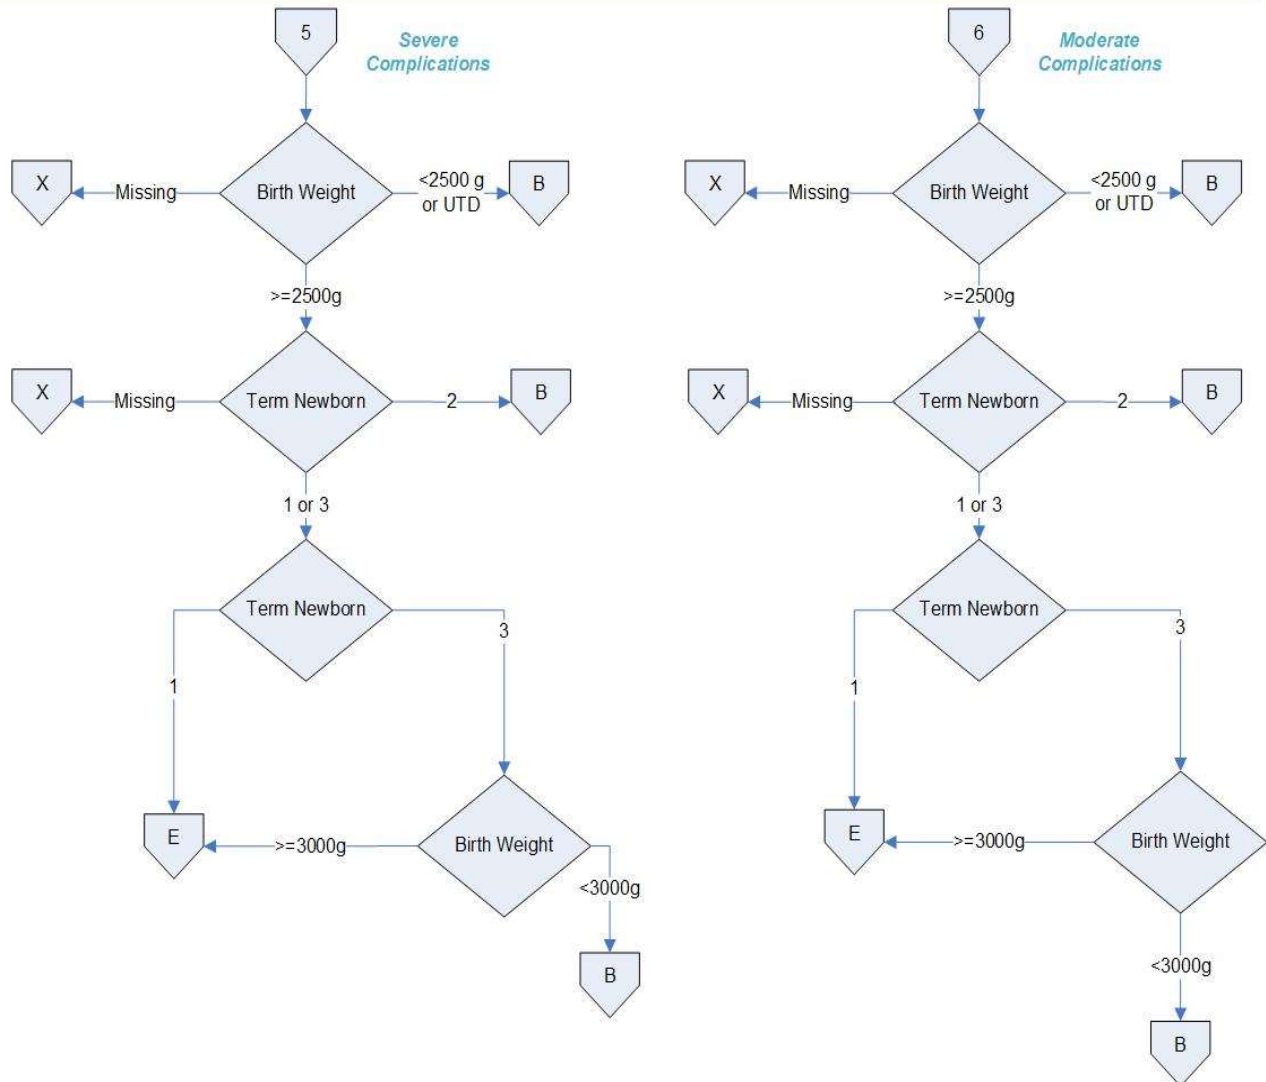 5
Severe
Complications
X
Missing
Birth Weight
<2500 g
or UTD
B
>=2500g
X
Missing
Term Newborn
2
B
1 or 3
Term Newborn
1
3
E
>=3000g
Birth Weight
<3000g
B
6
Moderate
Complications
X
Missing
Birth Weight
<2500 g
or UTD
B
>=2500g
X
Missing
Term Newborn
2
B
1 or 3
Term Newborn
1
3
E
>=3000g
Birth Weight
<3000g
B